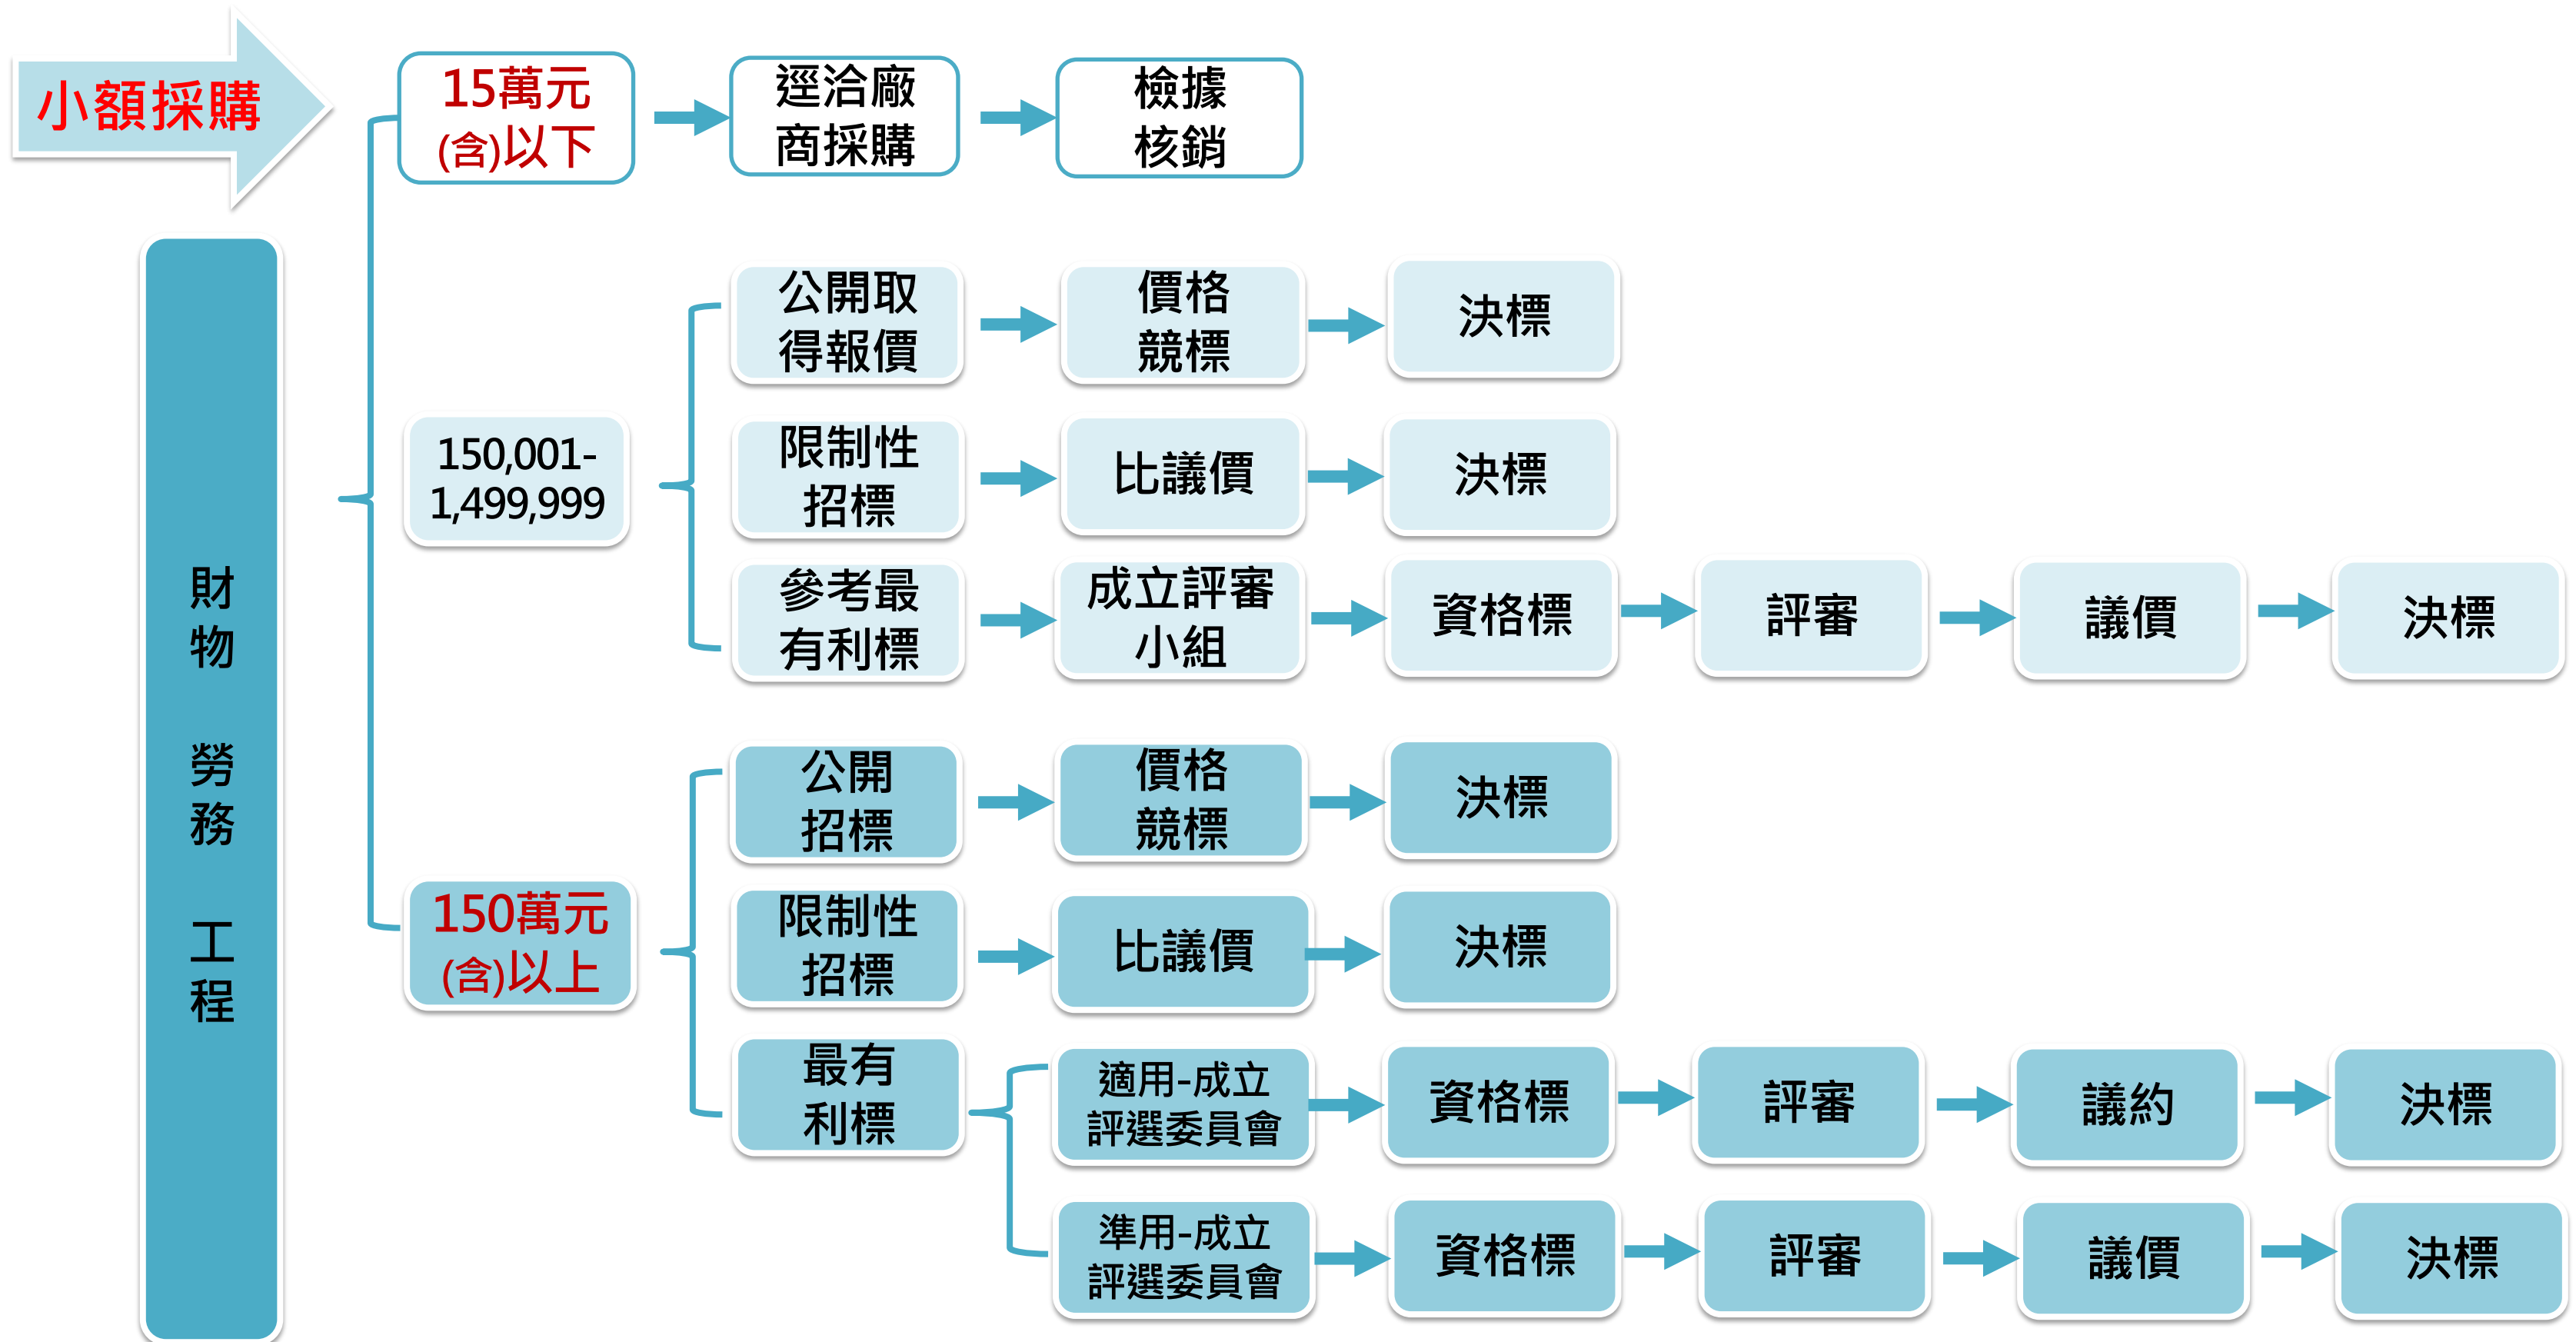 小額採購
15萬元
(含)以下
逕洽廠
商採購
檢據
核銷
財
物
勞
務
工
程
150,001-
1,499,999
公開取
得報價
價格
競標
決標
限制性
招標
比議價
決標
參考最
有利標
成立評審
小組
資格標
評審
議價
決標
150萬元
(含)以上
公開
招標
價格
競標
決標
限制性
招標
比議價
決標
最有
利標
適用-成立
評選委員會
資格標
評審
議約
決標
準用-成立
評選委員會
資格標
評審
議價
決標